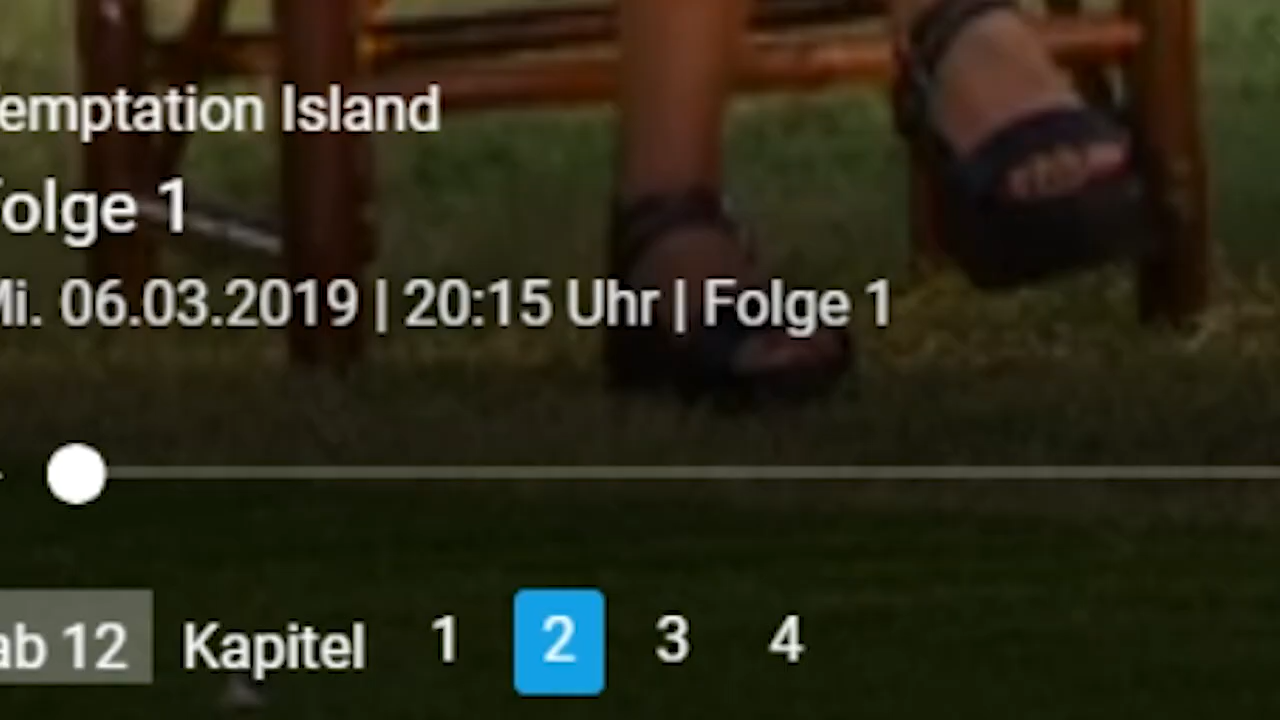 emptation Island
olge 1
Mi. 06.03.2019 | 20:15 Uhr | Folge 1
ab 12 Kapitel 1 2 3 4